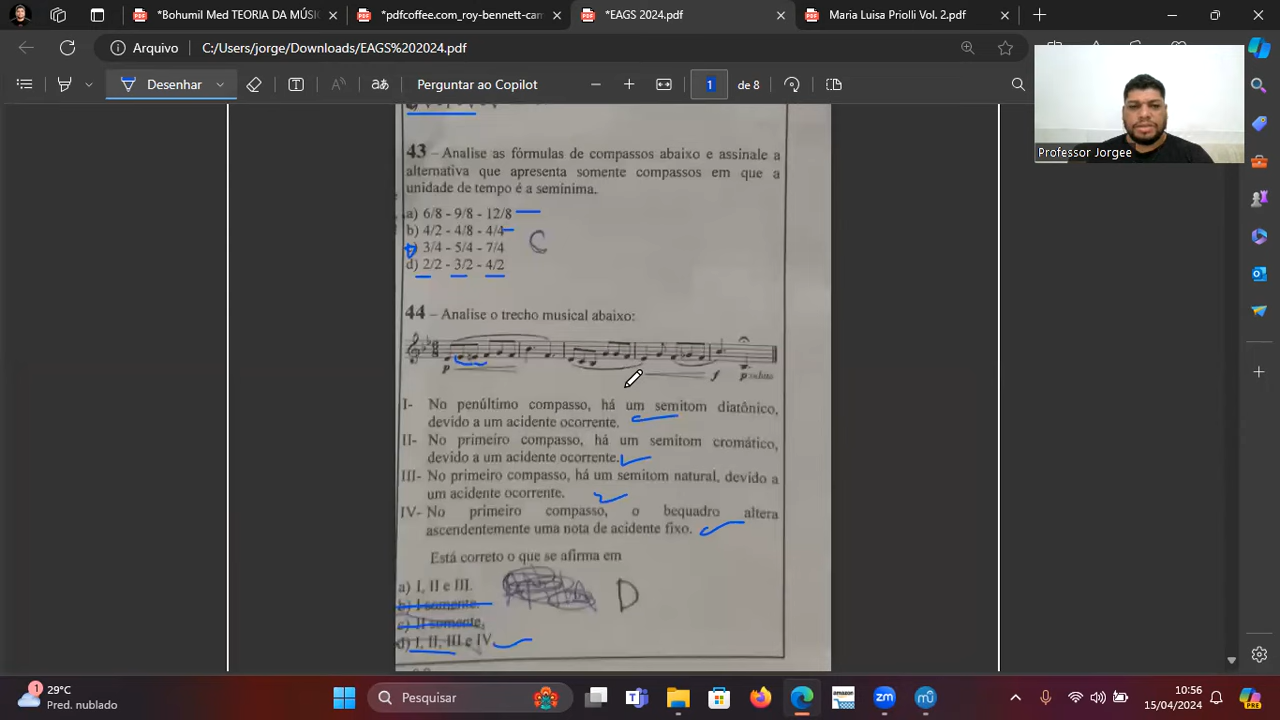 *Bohumil Med TEORIA DA MÚSIC
*pdfcoffee.com_roy-bennett-cam
*EAGS 2024.pdf
Maria Luisa Priolli Vol. 2.pdf
Arquivo
C:/Users/jorge/Downloads/EAGS%202024.pdf
Desenhar
Perguntar ao Copilot
1
de 8
Professor Jorgee
43 – Analise as fórmulas de compassos abaixo e assinale a
alternativa que apresenta somente compassos em que a
unidade de tempo é a semínima.
a) 6/8 - 9/8 - 12/8
b) 4/2 - 4/8 - 4/4
3/4 - 5/4 - 7/4
C
d) 2/2 - 3/2 - 4/2
44 – Analise o trecho musical abaixo:
p
f
p
I- No penúltimo compasso, há um semitom diatônico,
devido a um acidente ocorrente.
II- No primeiro compasso, há um semitom cromático,
devido a um acidente ocorrente.
III- No primeiro compasso, há um semitom natural, devido a
um acidente ocorrente.
IV- No primeiro compasso, o bequadro altera
ascendentemente uma nota de acidente fixo.
Está correto o que se afirma em
a) I, II e III.
b) I somente.
c) II somente.
d) I, II, III e IV
D
1
29°C
Pred. nublado
Pesquisar
10:56
15/04/2024